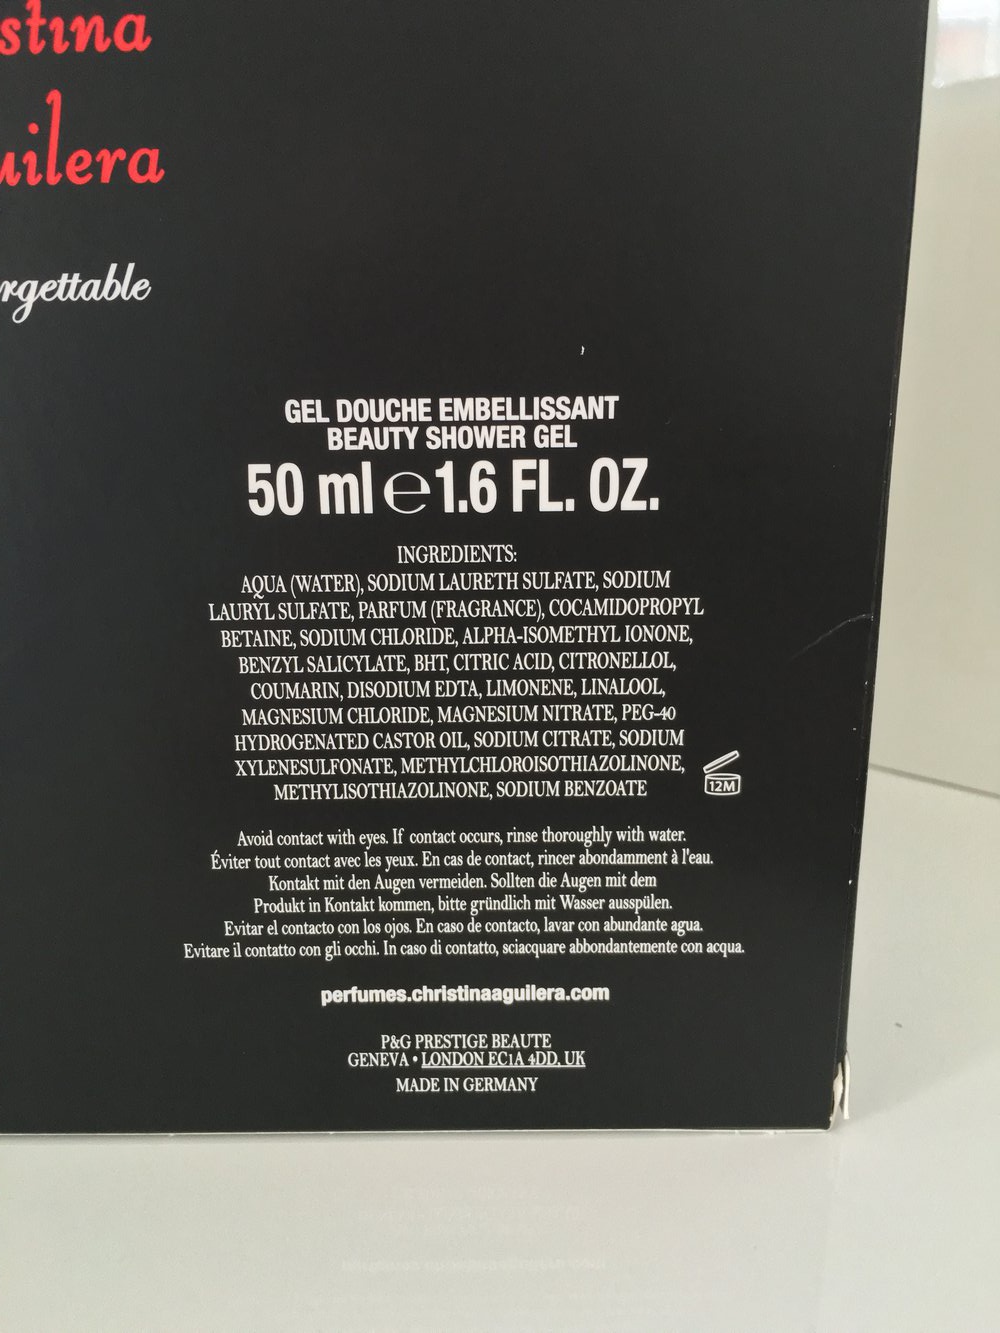 stina
uilera
rgettable
GEL DOUCHE EMBELLISSANT
BEAUTY SHOWER GEL
50 ml ℮ 1.6 FL. OZ.
INGREDIENTS:
AQUA (WATER), SODIUM LAURETH SULFATE, SODIUM
LAURYL SULFATE, PARFUM (FRAGRANCE), COCAMIDOPROPYL
BETAINE, SODIUM CHLORIDE, ALPHA-ISOMETHYL IONONE,
BENZYL SALICYLATE, BHT, CITRIC ACID, CITRONELLOL,
COUMARIN, DISODIUM EDTA, LIMONENE, LINALOOL,
MAGNESIUM CHLORIDE, MAGNESIUM NITRATE, PEG-40
HYDROGENATED CASTOR OIL, SODIUM CITRATE, SODIUM
XYLENESULFONATE, METHYLCHLOROISOTHIAZOLINONE,
METHYLISOTHIAZOLINONE, SODIUM BENZOATE
12M
Avoid contact with eyes. If contact occurs, rinse thoroughly with water.
Éviter tout contact avec les yeux. En cas de contact, rincer abondamment à l'eau.
Kontakt mit den Augen vermeiden. Sollten die Augen mit dem
Produkt in Kontakt kommen, bitte gründlich mit Wasser ausspülen.
Evitar el contacto con los ojos. En caso de contacto, lavar con abundante agua.
Evitare il contatto con gli occhi. In caso di contatto, sciacquare abbondantemente con acqua.
perfumes.christinaaguilera.com
P&G PRESTIGE BEAUTE
GENEVA • LONDON EC1A 4DD, UK
MADE IN GERMANY